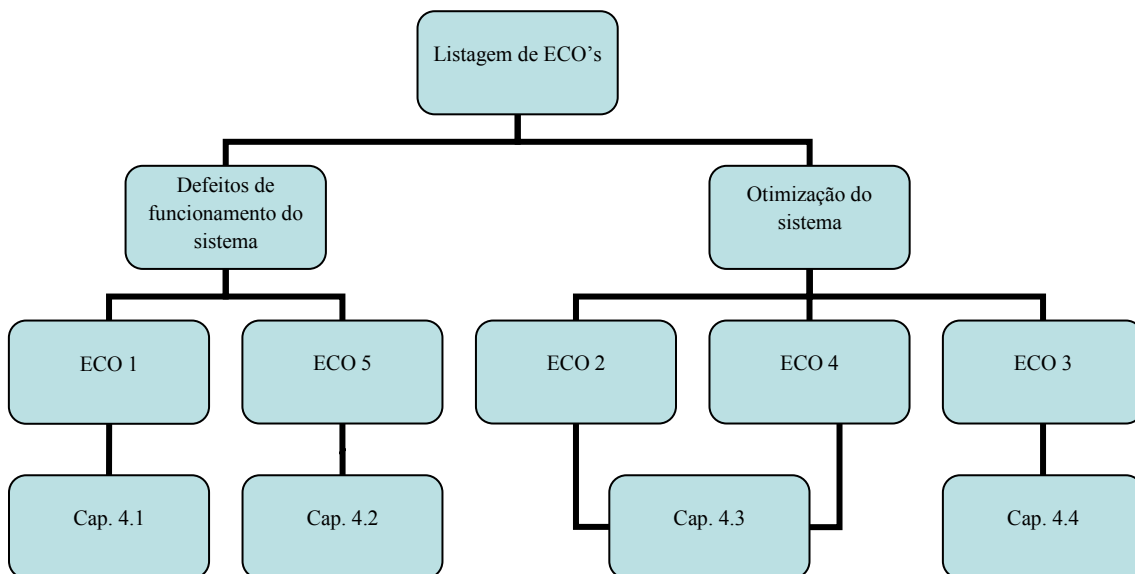 Listagem de ECO’s
Defeitos de
funcionamento do
sistema
Otimização do
sistema
ECO 1
ECO 5
ECO 2
ECO 4
ECO 3
Cap. 4.1
Cap. 4.2
Cap. 4.3
Cap. 4.4